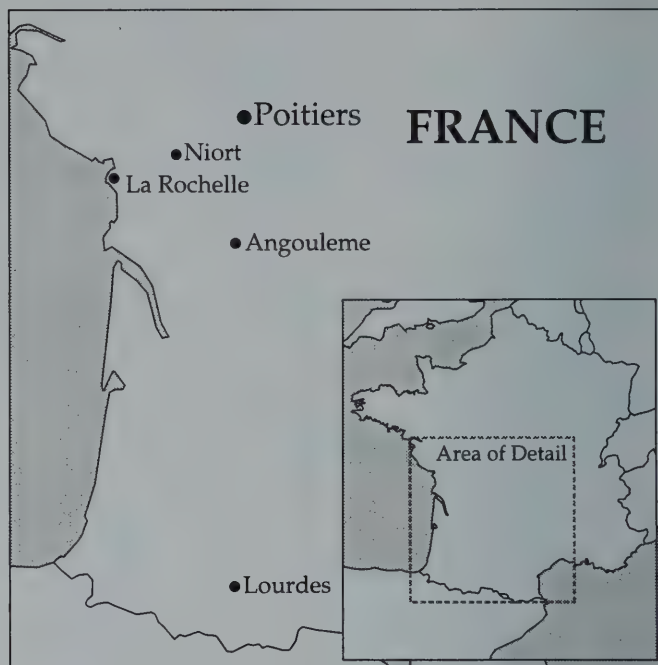 Poitiers
FRANCE
Niort
La Rochelle
Angouleme
Area of Detail
Lourdes